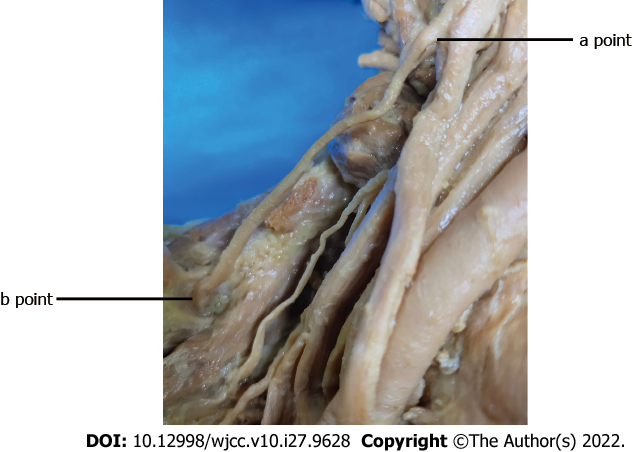 a point
b point
DOI: 10.12998/wjcc.v10.i27.9628 Copyright ©The Author(s) 2022.